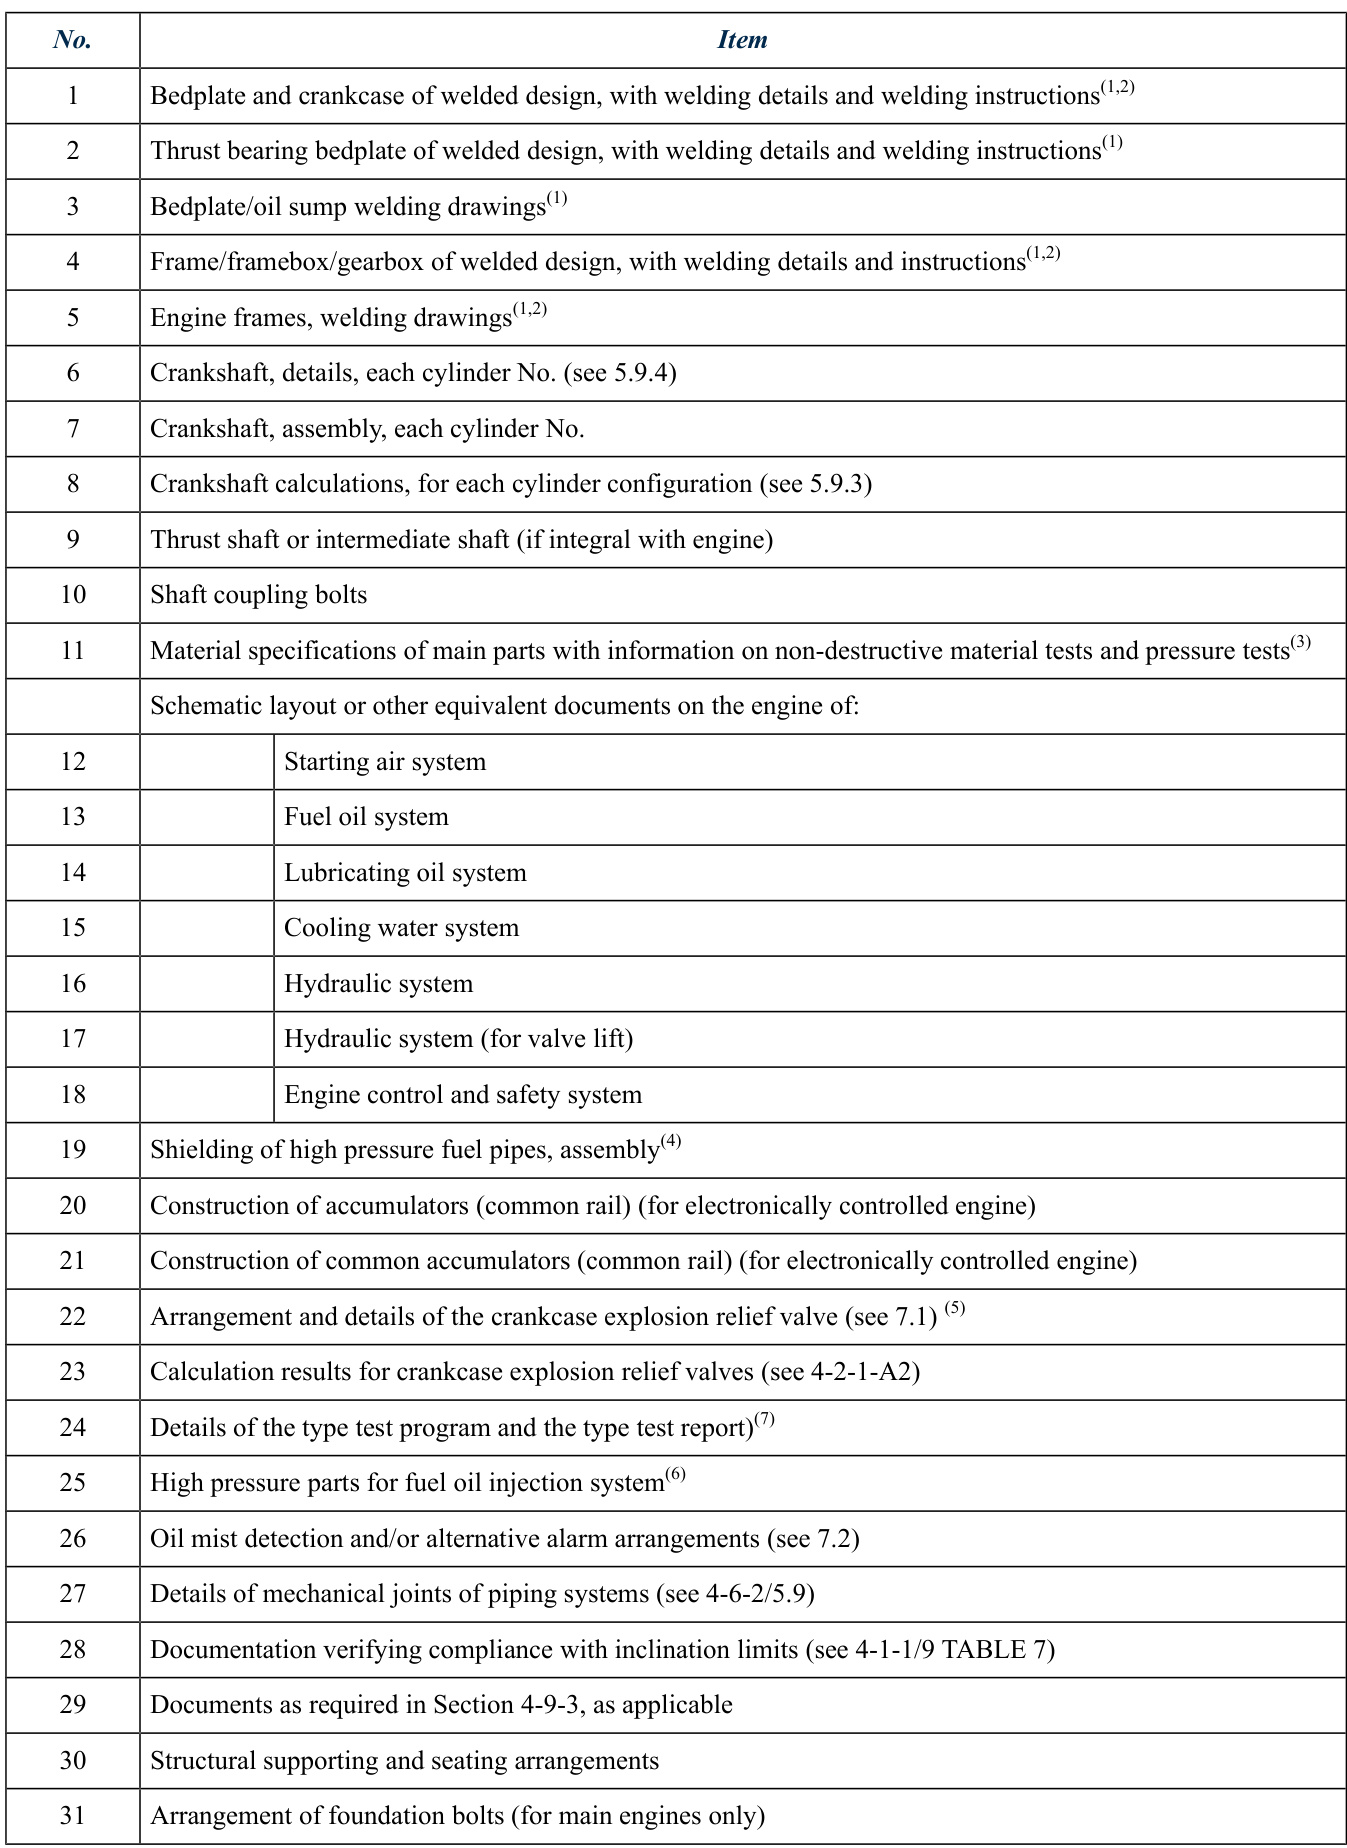 No. Item
1 Bedplate and crankcase of welded design, with welding details and welding instructions(1,2)
2 Thrust bearing bedplate of welded design, with welding details and welding instructions(1)
3 Bedplate/oil sump welding drawings(1)
4 Frame/framebox/gearbox of welded design, with welding details and instructions(1,2)
5 Engine frames, welding drawings(1,2)
6 Crankshaft, details, each cylinder No. (see 5.9.4)
7 Crankshaft, assembly, each cylinder No.
8 Crankshaft calculations, for each cylinder configuration (see 5.9.3)
9 Thrust shaft or intermediate shaft (if integral with engine)
10 Shaft coupling bolts
11 Material specifications of main parts with information on non-destructive material tests and pressure tests(3)
Schematic layout or other equivalent documents on the engine of:
12 Starting air system
13 Fuel oil system
14 Lubricating oil system
15 Cooling water system
16 Hydraulic system
17 Hydraulic system (for valve lift)
18 Engine control and safety system
19 Shielding of high pressure fuel pipes, assembly(4)
20 Construction of accumulators (common rail) (for electronically controlled engine)
21 Construction of common accumulators (common rail) (for electronically controlled engine)
22 Arrangement and details of the crankcase explosion relief valve (see 7.1) (5)
23 Calculation results for crankcase explosion relief valves (see 4-2-1-A2)
24 Details of the type test program and the type test report)(7)
25 High pressure parts for fuel oil injection system(6)
26 Oil mist detection and/or alternative alarm arrangements (see 7.2)
27 Details of mechanical joints of piping systems (see 4-6-2/5.9)
28 Documentation verifying compliance with inclination limits (see 4-1-1/9 TABLE 7)
29 Documents as required in Section 4-9-3, as applicable
30 Structural supporting and seating arrangements
31 Arrangement of foundation bolts (for main engines only)